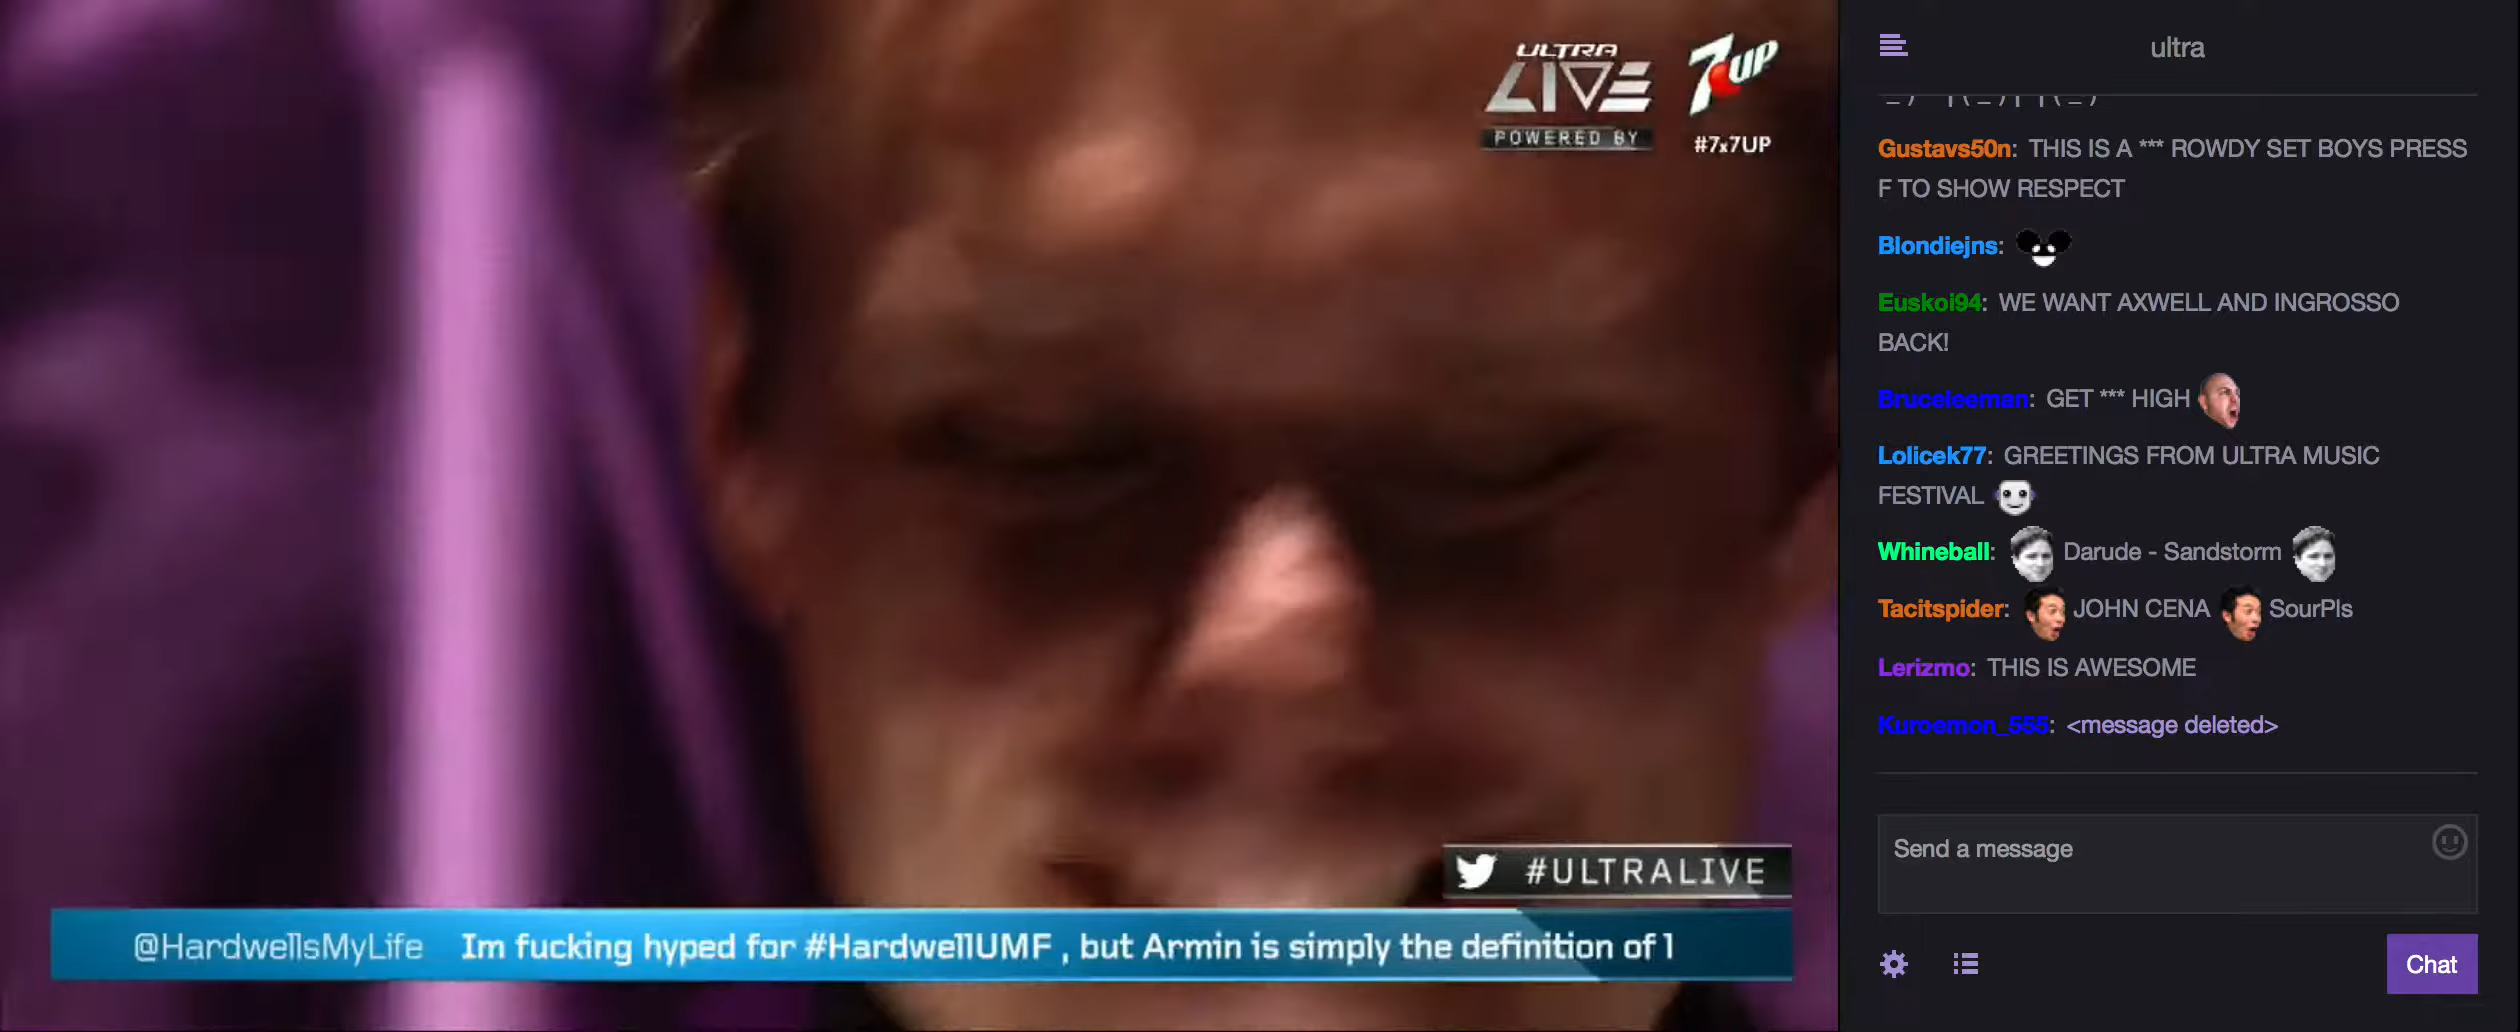 ULTRA
LIVE
POWERED BY
7UP
#7x7UP
#ULTRALIVE
@HardwellsMyLife Im fucking hyped for #HardwellUMF , but Armin is simply the definition of l
ultra
Gustavs50n: THIS IS A *** ROWDY SET BOYS PRESS
F TO SHOW RESPECT
Blondiejns:
Euskoi94: WE WANT AXWELL AND INGROSSO
BACK!
Bruceleeman: GET *** HIGH
Lolicek77: GREETINGS FROM ULTRA MUSIC
FESTIVAL
Whineball: Darude - Sandstorm
Tacitspider: JOHN CENA SourPls
Lerizmo: THIS IS AWESOME
Kuroemon_555: <message deleted>
Send a message
Chat